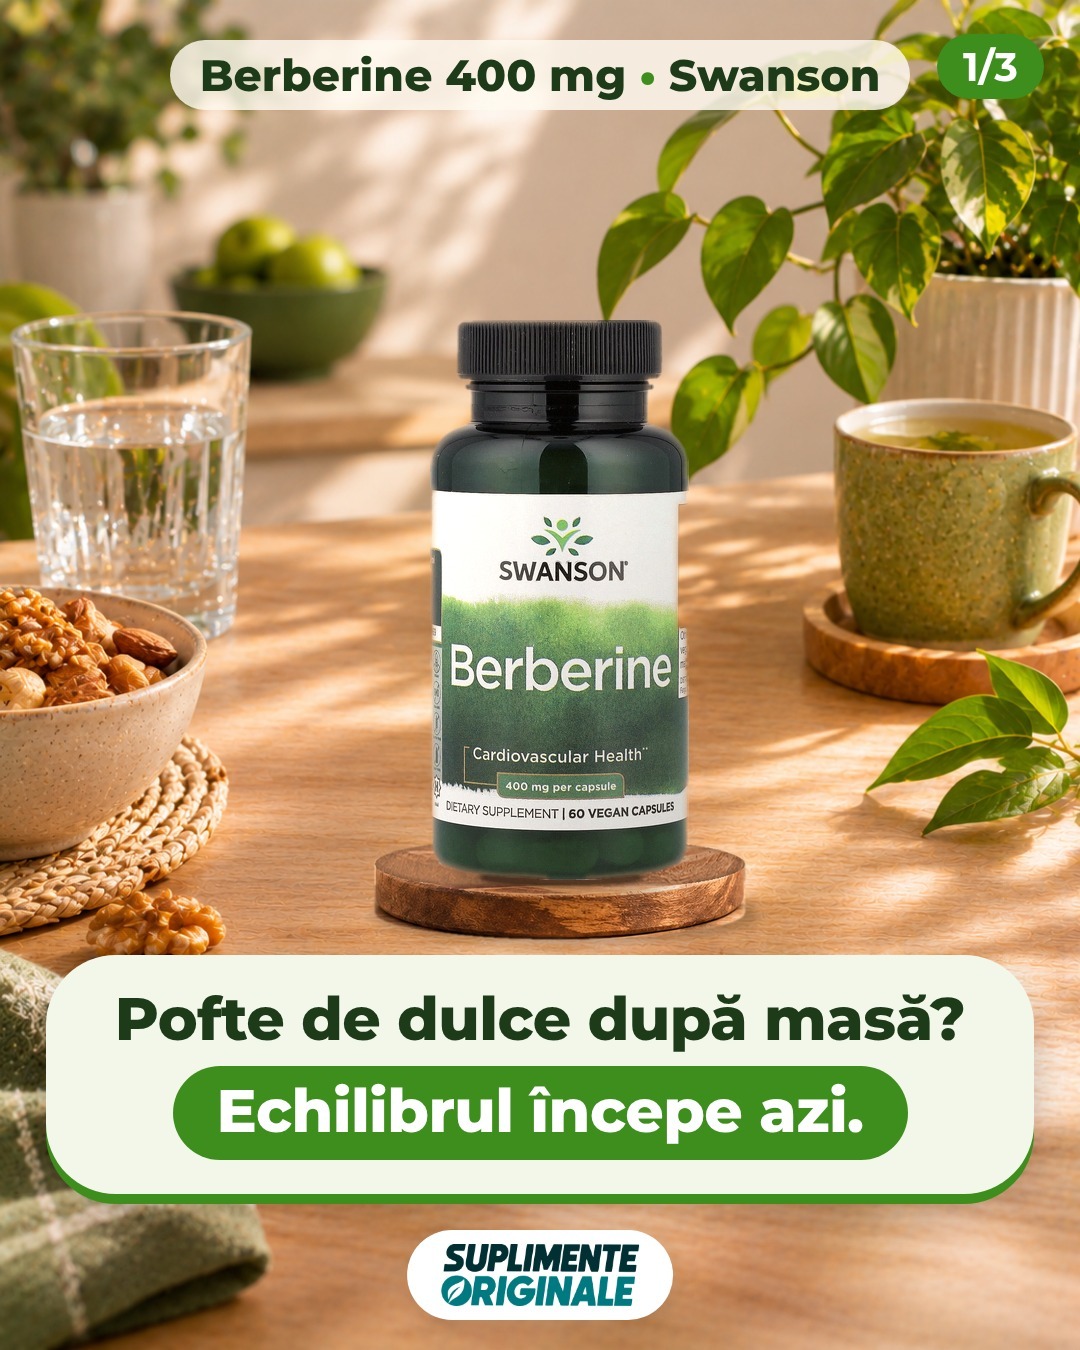 Berberine 400 mg • Swanson
1/3
SWANSON
Berberine
Cardiovascular Health
400 mg per capsule
DIETARY SUPPLEMENT | 60 VEGAN CAPSULES
Pofte de dulce după masă?
Echilibrul începe azi.
SUPLIMENTE
ORIGINALE